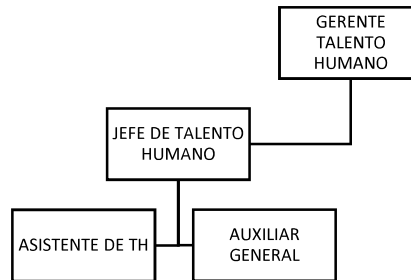 GERENTE
TALENTO
HUMANO
JEFE DE TALENTO
HUMANO
ASISTENTE DE TH
AUXILIAR
GENERAL